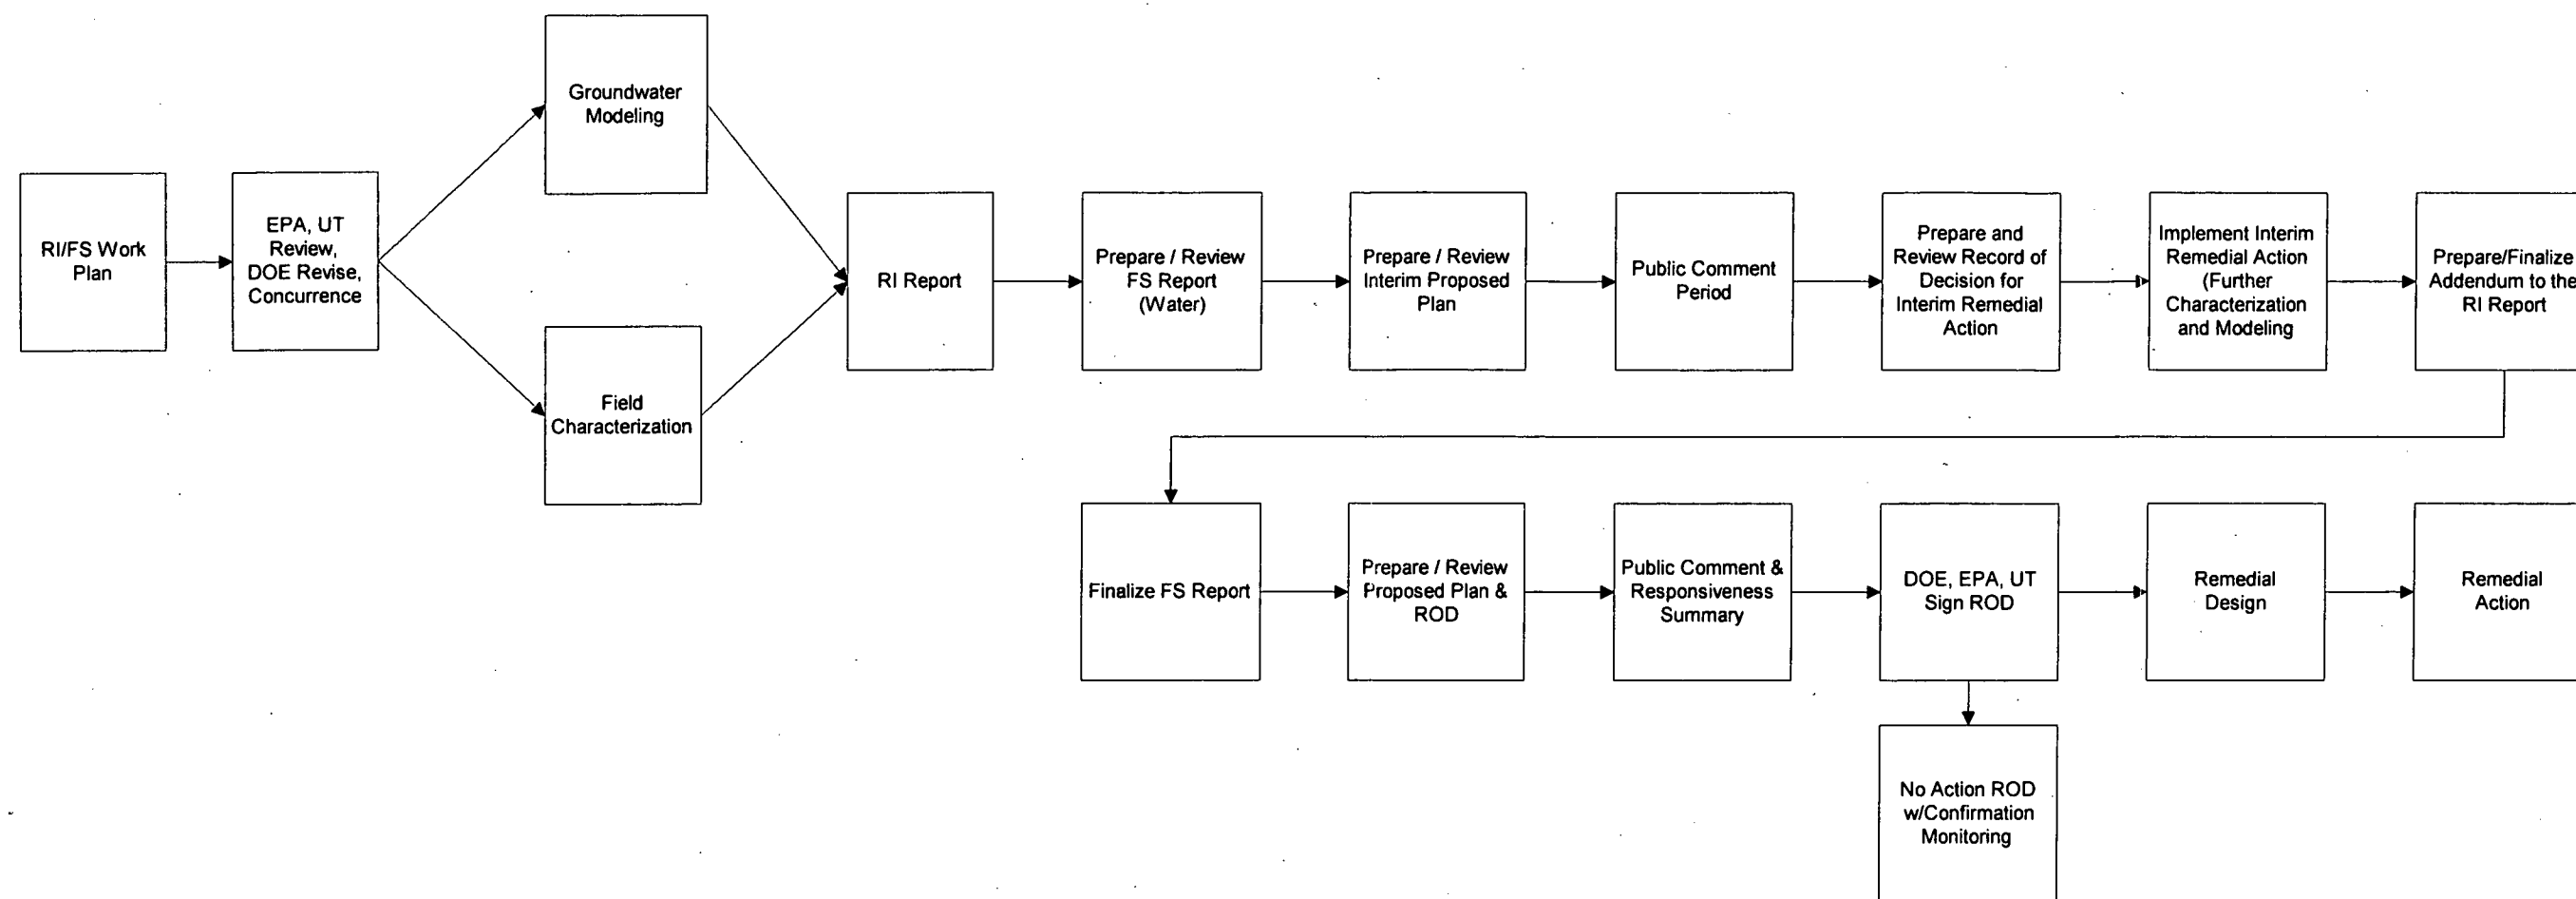 Groundwater
Modeling
RI/FS Work
Plan
EPA, UT
Review,
DOE Revise,
Concurrence
Field
Characterization
RI Report
Prepare / Review
FS Report
(Water)
Prepare / Review
Interim Proposed
Plan
Public Comment
Period
Prepare and
Review Record of
Decision for
Interim Remedial
Action
Implement Interim
Remedial Action
(Further
Characterization
and Modeling
Prepare/Finalize
Addendum to the
RI Report
Finalize FS Report
Prepare / Review
Proposed Plan &
ROD
Public Comment &
Responsiveness
Summary
DOE, EPA, UT
Sign ROD
Remedial
Design
Remedial
Action
No Action ROD
w/Confirmation
Monitoring